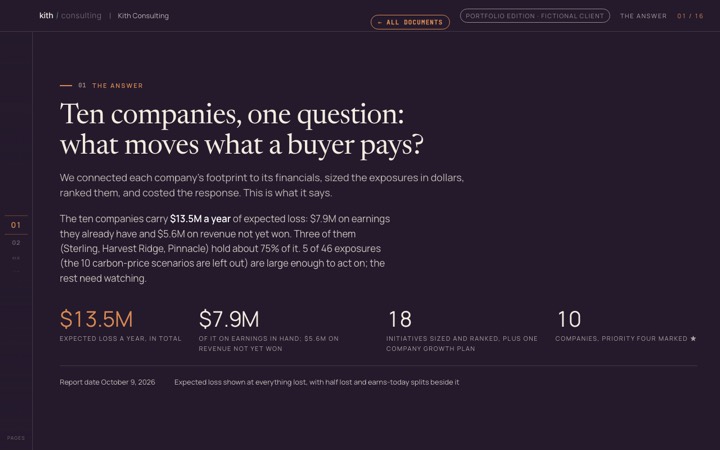 kith / consulting | Kith Consulting
← ALL DOCUMENTS
PORTFOLIO EDITION · FICTIONAL CLIENT
THE ANSWER
01 / 16
01 THE ANSWER
Ten companies, one question:
what moves what a buyer pays?
We connected each company's footprint to its financials, sized the exposures in dollars,
ranked them, and costed the response. This is what it says.
The ten companies carry $13.5M a year of expected loss: $7.9M on earnings
they already have and $5.6M on revenue not yet won. Three of them
(Sterling, Harvest Ridge, Pinnacle) hold about 75% of it. 5 of 46 exposures
(the 10 carbon-price scenarios are left out) are large enough to act on; the
rest need watching.
01
02
$13.5M
EXPECTED LOSS A YEAR, IN TOTAL
$7.9M
OF IT ON EARNINGS IN HAND; $5.6M ON
REVENUE NOT YET WON
18
INITIATIVES SIZED AND RANKED, PLUS ONE
COMPANY GROWTH PLAN
10
COMPANIES, PRIORITY FOUR MARKED ★
Report date October 9, 2026
Expected loss shown at everything lost, with half lost and earns-today splits beside it
PAGES